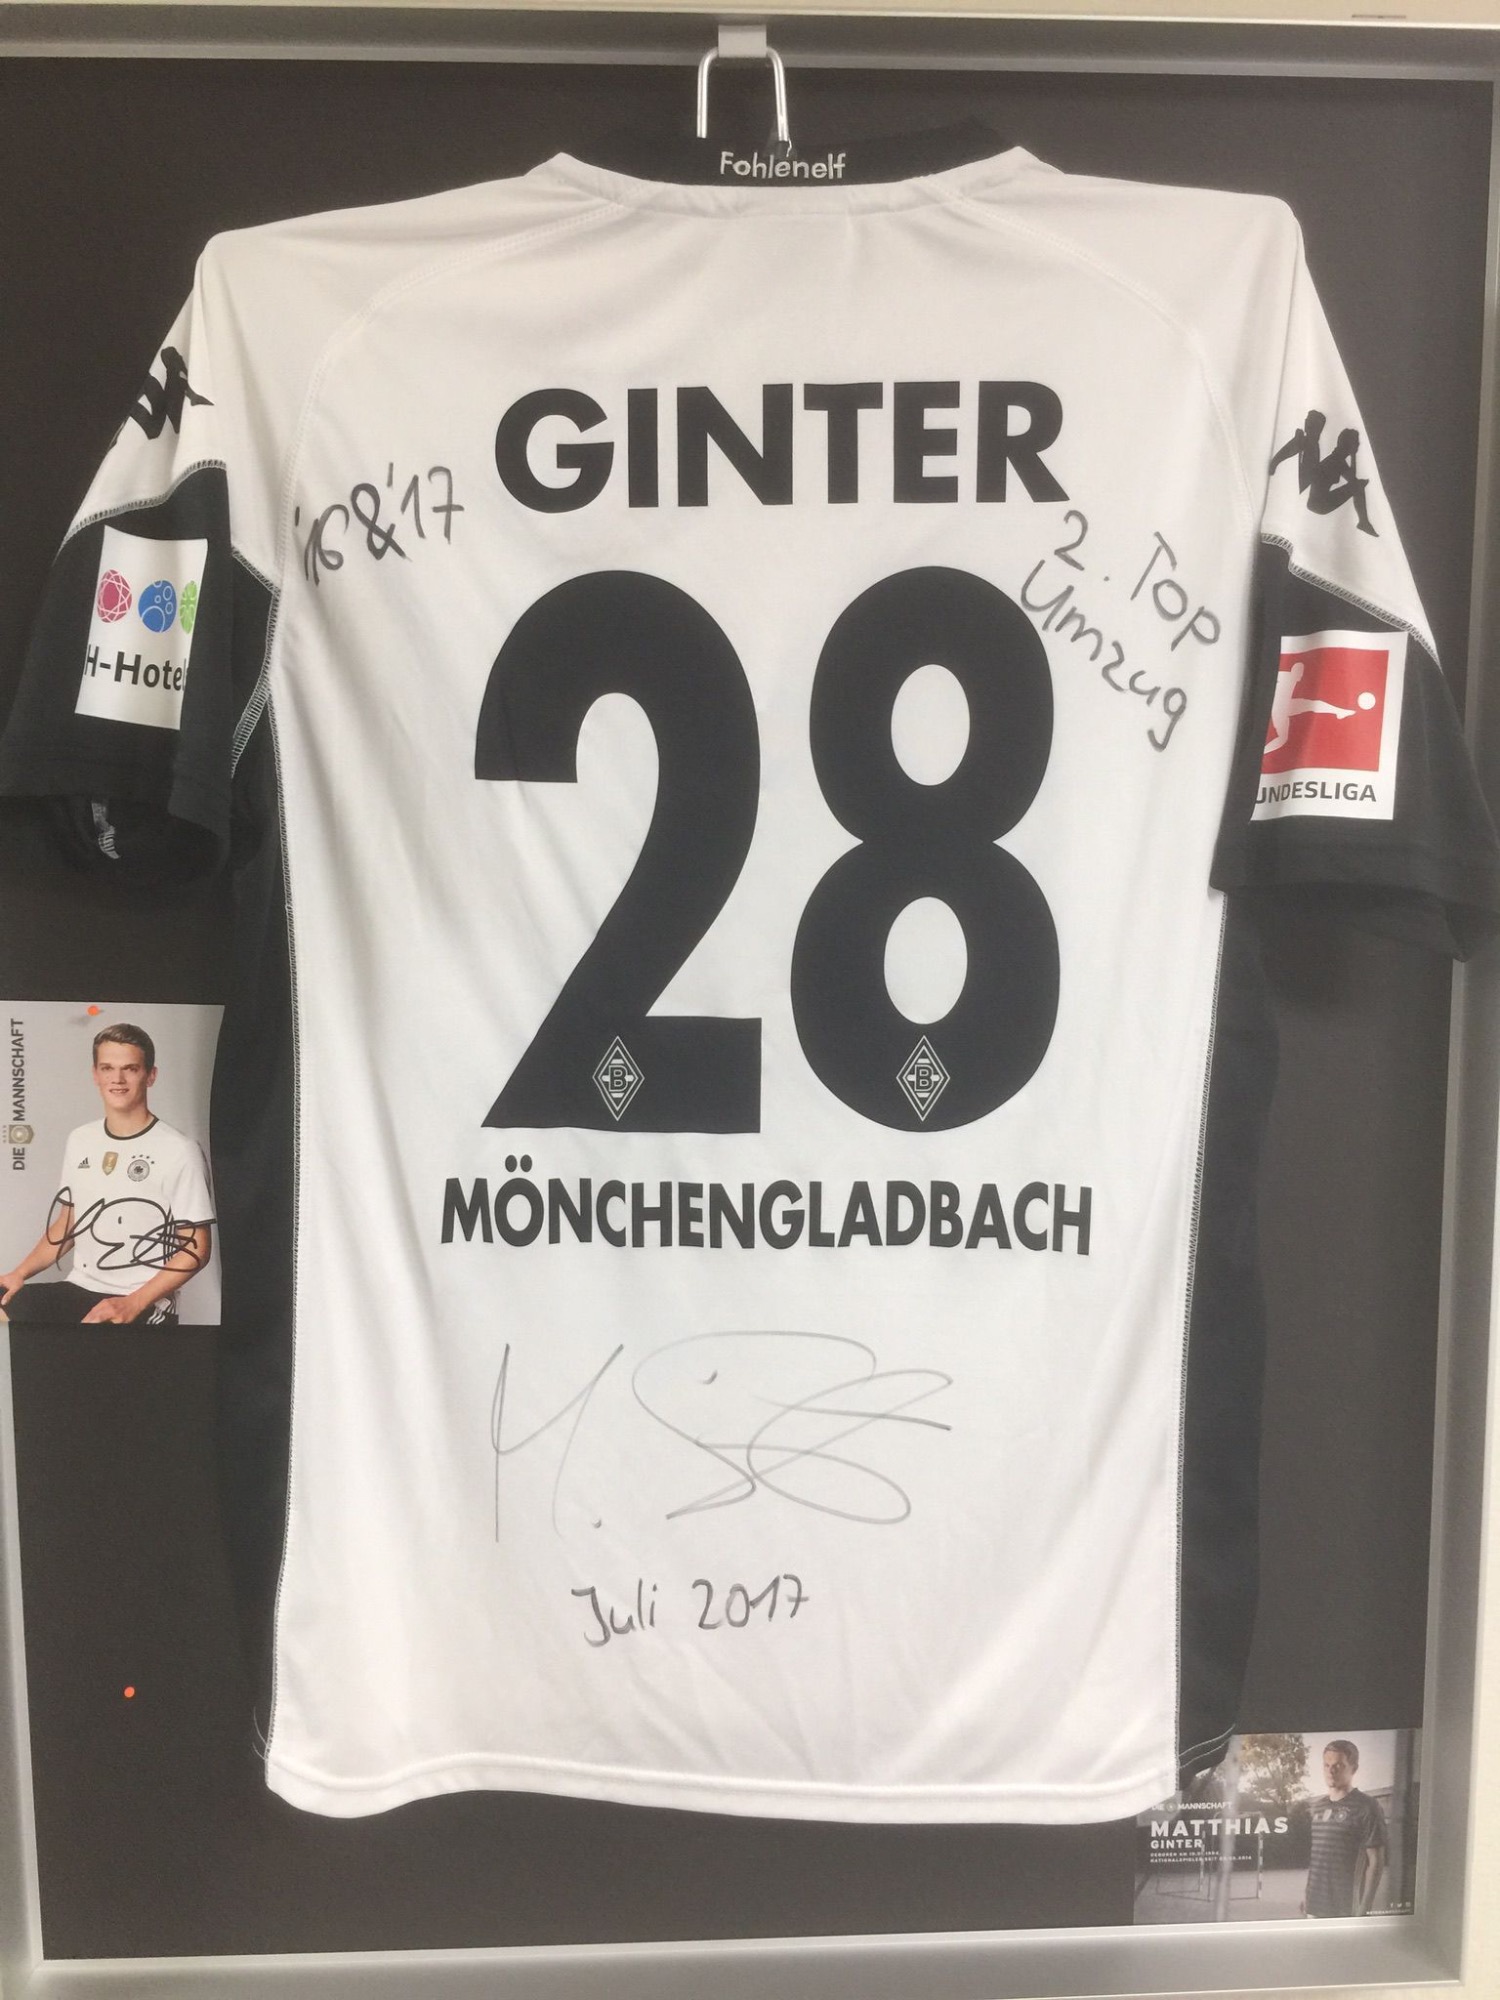 Fohlenelf
GINTER
'16 & '17
2. Top
Umzug
28
H-Hotel
UNDESLIGA
B
B
MÖNCHENGLADBACH
DIE MANNSCHAFT
M.
Juli 2017
DIE MANNSCHAFT
MATTHIAS
GINTER